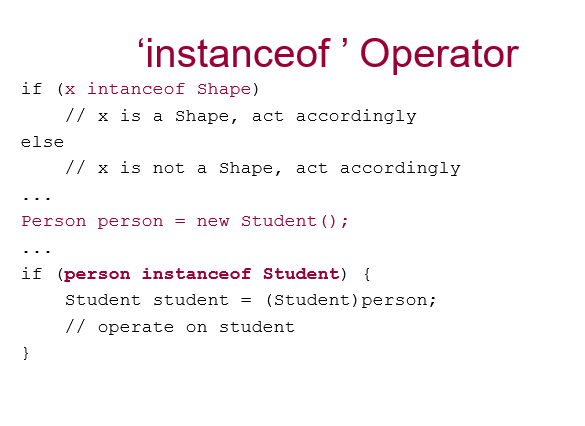 ‘instanceof ’ Operator
if (x intanceof Shape)
    // x is a Shape, act accordingly
else
    // x is not a Shape, act accordingly
...
Person person = new Student();
...
if (person instanceof Student) {
    Student student = (Student)person;
    // operate on student
}